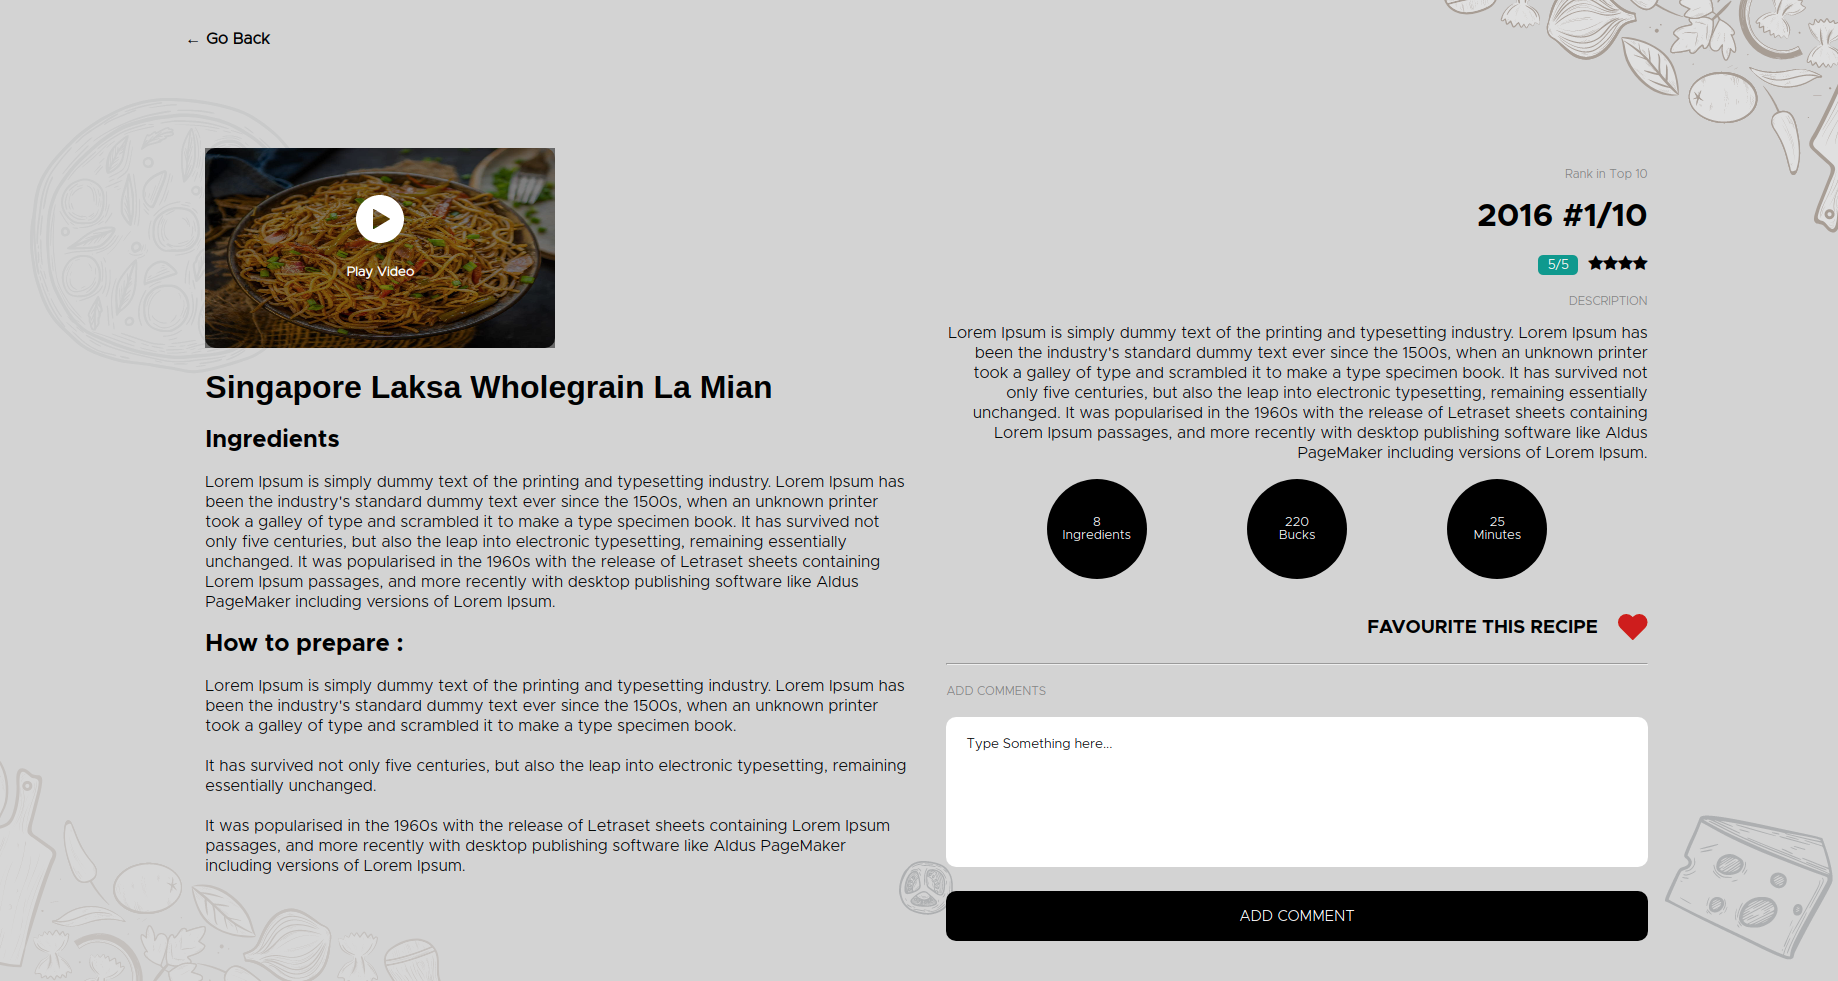 ← Go Back
Play Video
Singapore Laksa Wholegrain La Mian
Ingredients
Lorem Ipsum is simply dummy text of the printing and typesetting industry. Lorem Ipsum has
been the industry's standard dummy text ever since the 1500s, when an unknown printer
took a galley of type and scrambled it to make a type specimen book. It has survived not
only five centuries, but also the leap into electronic typesetting, remaining essentially
unchanged. It was popularised in the 1960s with the release of Letraset sheets containing
Lorem Ipsum passages, and more recently with desktop publishing software like Aldus
PageMaker including versions of Lorem Ipsum.
How to prepare :
Lorem Ipsum is simply dummy text of the printing and typesetting industry. Lorem Ipsum has
been the industry's standard dummy text ever since the 1500s, when an unknown printer
took a galley of type and scrambled it to make a type specimen book.
It has survived not only five centuries, but also the leap into electronic typesetting, remaining
essentially unchanged.
It was popularised in the 1960s with the release of Letraset sheets containing Lorem Ipsum
passages, and more recently with desktop publishing software like Aldus PageMaker
including versions of Lorem Ipsum.
Rank in Top 10
2016 #1/10
5/5 ★★★★
DESCRIPTION
Lorem Ipsum is simply dummy text of the printing and typesetting industry. Lorem Ipsum has
been the industry's standard dummy text ever since the 1500s, when an unknown printer
took a galley of type and scrambled it to make a type specimen book. It has survived not
only five centuries, but also the leap into electronic typesetting, remaining essentially
unchanged. It was popularised in the 1960s with the release of Letraset sheets containing
Lorem Ipsum passages, and more recently with desktop publishing software like Aldus
PageMaker including versions of Lorem Ipsum.
8
Ingredients
220
Bucks
25
Minutes
FAVOURITE THIS RECIPE
ADD COMMENTS
Type Something here...
ADD COMMENT